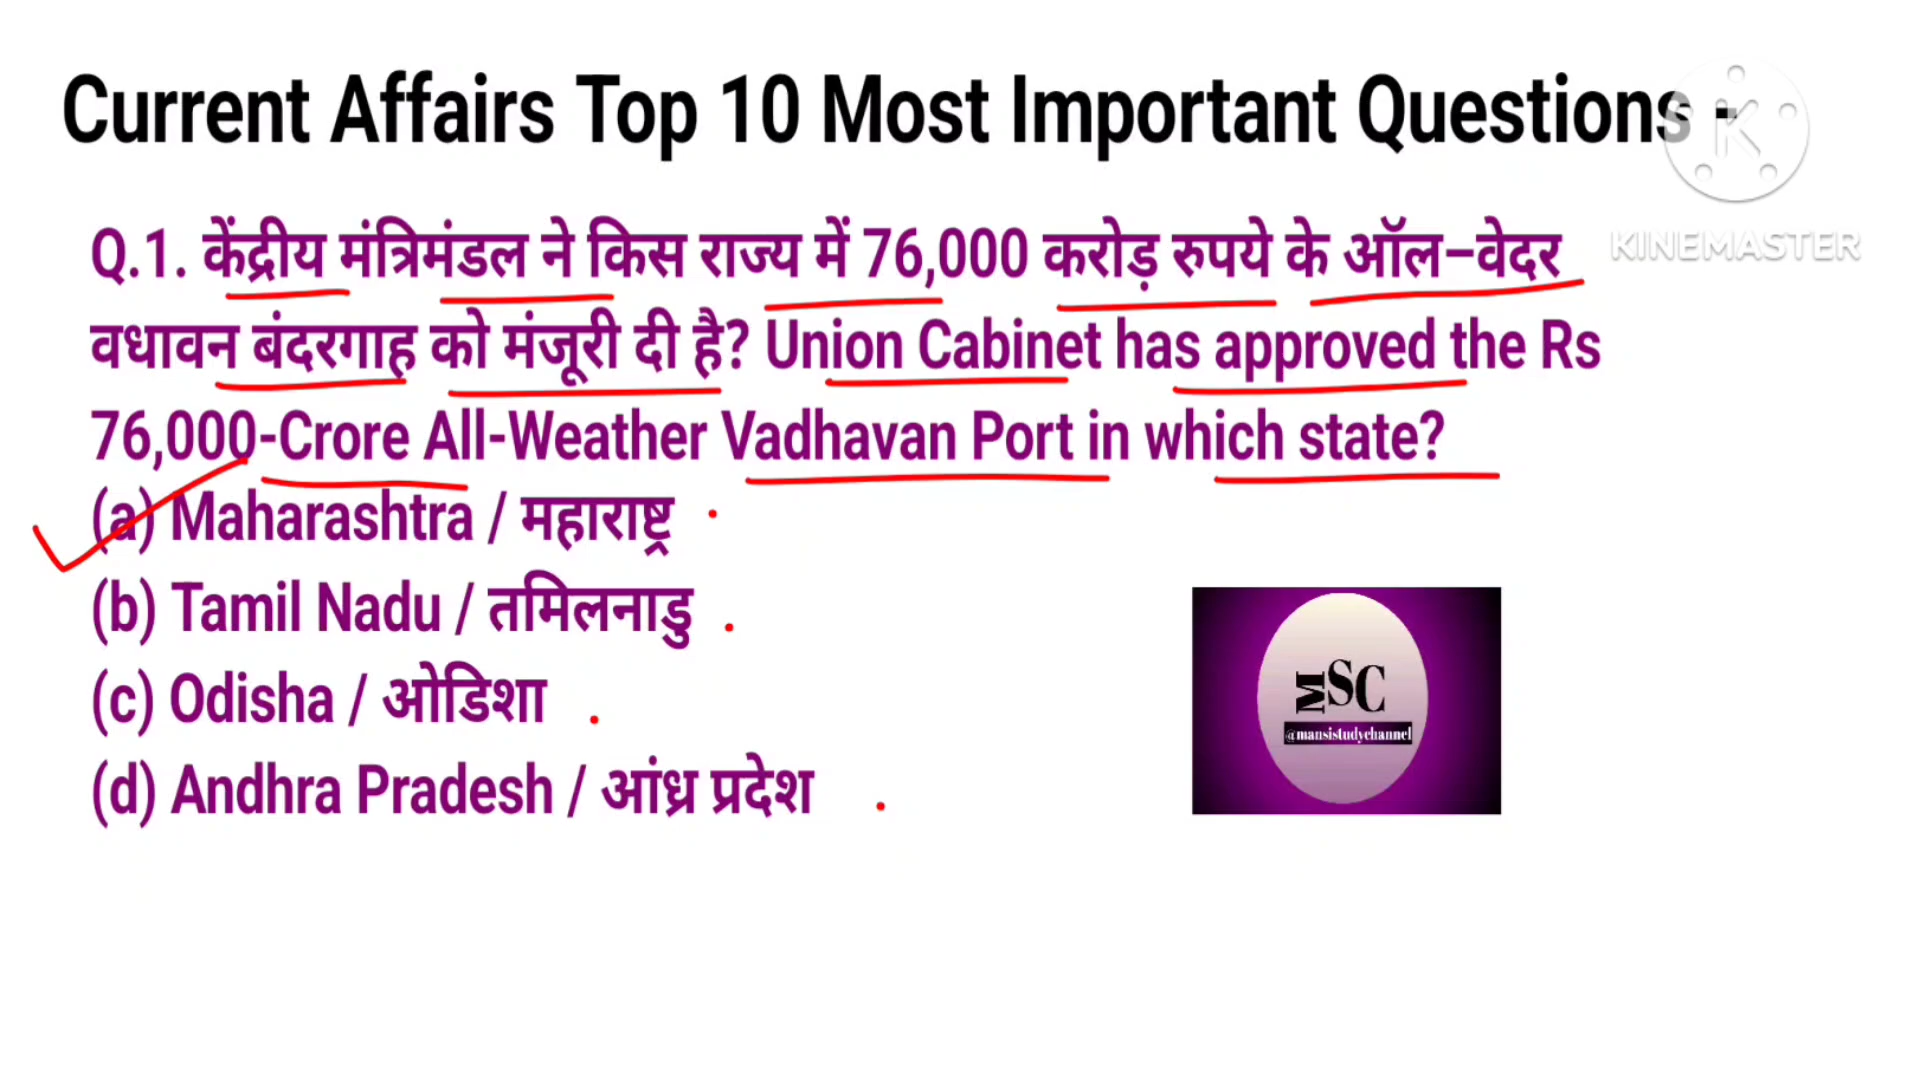 Current Affairs Top 10 Most Important Questions -
KINEMASTER
Q.1. केंद्रीय मंत्रिमंडल ने किस राज्य में 76,000 करोड़ रुपये के ऑल–वेदर
वधावन बंदरगाह को मंजूरी दी है? Union Cabinet has approved the Rs
76,000-Crore All-Weather Vadhavan Port in which state?
(a) Maharashtra / महाराष्ट्र
(b) Tamil Nadu / तमिलनाडु
(c) Odisha / ओडिशा
(d) Andhra Pradesh / आंध्र प्रदेश
MSC
@mansistudychannel